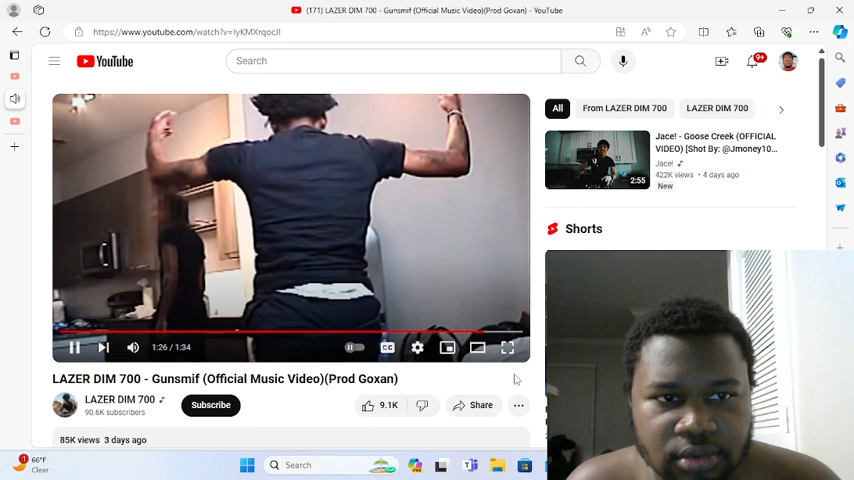 (171) LAZER DIM 700 - Gunsmif (Official Music Video)(Prod Goxan) - YouTube
https://www.youtube.com/watch?v=IyKMXrqocJI
YouTube
Search
9+
All
From LAZER DIM 700
LAZER DIM 700
Jace! - Goose Creek (OFFICIAL
VIDEO) [Shot By: @Jmoney10...
Jace!
422K views • 4 days ago
New
2:55
Shorts
1:26 / 1:34
CC
LAZER DIM 700 - Gunsmif (Official Music Video)(Prod Goxan)
LAZER DIM 700
90.6K subscribers
Subscribe
9.1K
Share
85K views 3 days ago
1
66°F
Clear
Search